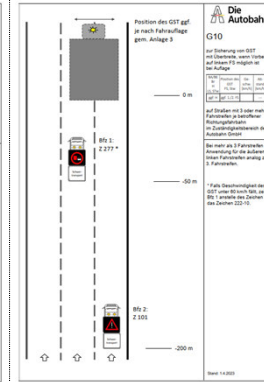 Position des GST ggf.
je nach Fahrauflage
gem. Anlage 3
0 m
Bfz 1:
Z 277 *
-50 m
Bfz 2:
Z 101
-200 m
Die
Autobah
G10
zur Sicherung von GST
mit Überbreite, wenn Vorbe
auf linkem FS möglich ist
bei Auflage
auf Straßen mit 3 oder meh
Fahrstreifen je betroffener
Richtungsfahrbahn
im Zuständigkeitsbereich de
Autobahn GmbH
Bei mehr als 3 Fahrstreifen
Anwendung für die äußeren
linken Fahrstreifen analog z
3. Fahrstreifen.
* Falls Geschwindigkeit des
GST unter 60 km/h fällt, ze
Bfz 1 anstelle des Zeichen
das Zeichen 222-10.
Stand: 1.4.2023